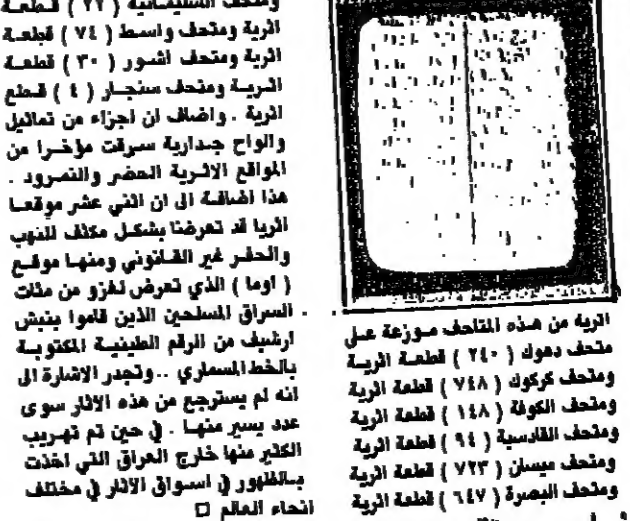 اثرية من هذه المتاحف موزعة على
متحف دهوك ( ٢٤٠ ) قطعة اثرية
ومتحف كركوك ( ٧٤٨ ) قطعة اثرية
ومتحف الكوفة ( ١٤٨ ) قطعة اثرية
ومتحف القادسية ( ٩٤ ) قطعة اثرية
ومتحف ميسان ( ٧٢٣ ) قطعة اثرية
ومتحف البصرة ( ٦٤٧ ) قطعة اثرية
ومتحف السليمانية ( ٢٢ ) قطعة
اثرية ومتحف واسط ( ٧٤ ) قطعة
اثرية ومتحف اشور ( ٣٠ ) قطعة
اثرية ومتحف سنجار ( ٤ ) قطع
اثرية . واضاف ان اجزاء من تماثيل
والواح جدارية سرقت مؤخرا من
المواقع الاثرية الحضر والنمرود .
هذا اضافة الى ان اثني عشر موقعا
اثريا قد تعرضنا بشكل مكثف للنهب
والحفر غير القانوني ومنها موقع
( اوما ) الذي تعرض لغزو من مئات
السراق المسلحين الذين قاموا بنبش
ارشيف من الرقم الطينية المكتوبة
بالخط المسماري .. وتجدر الاشارة الى
انه لم يسترجع من هذه الاثار سوى
عدد يسير منها . في حين تم تهريب
الكثير منها خارج العراق التي اخذت
بالظهور في اسواق الاثار في مختلف
انحاء العالم □